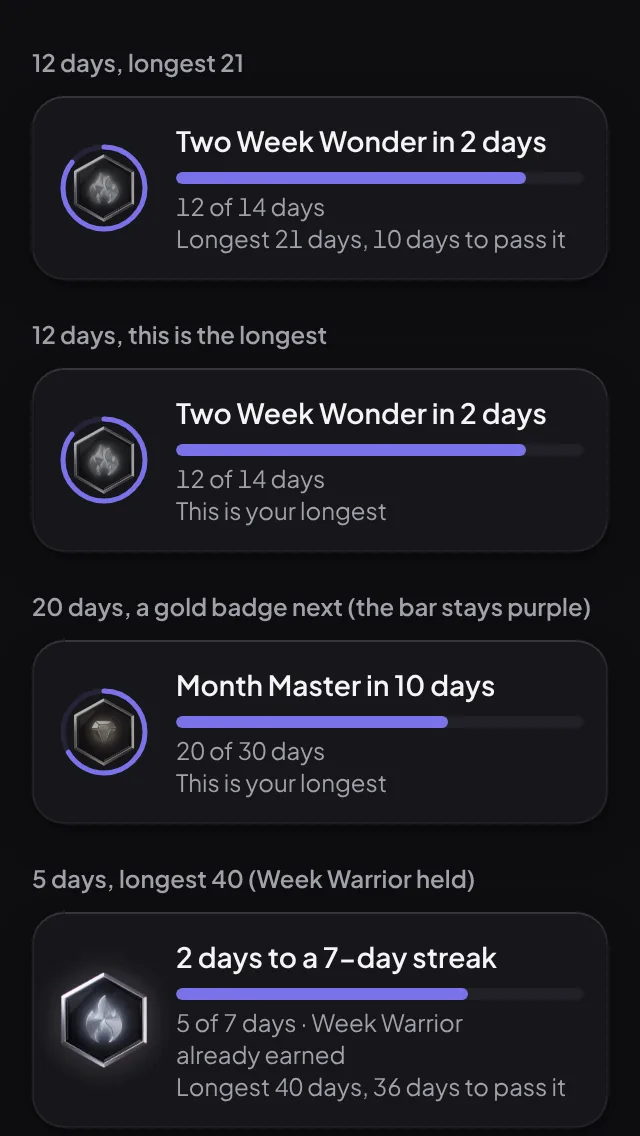 12 days, longest 21
Two Week Wonder in 2 days
12 of 14 days
Longest 21 days, 10 days to pass it
12 days, this is the longest
Two Week Wonder in 2 days
12 of 14 days
This is your longest
20 days, a gold badge next (the bar stays purple)
Month Master in 10 days
20 of 30 days
This is your longest
5 days, longest 40 (Week Warrior held)
2 days to a 7-day streak
5 of 7 days · Week Warrior
already earned
Longest 40 days, 36 days to pass it